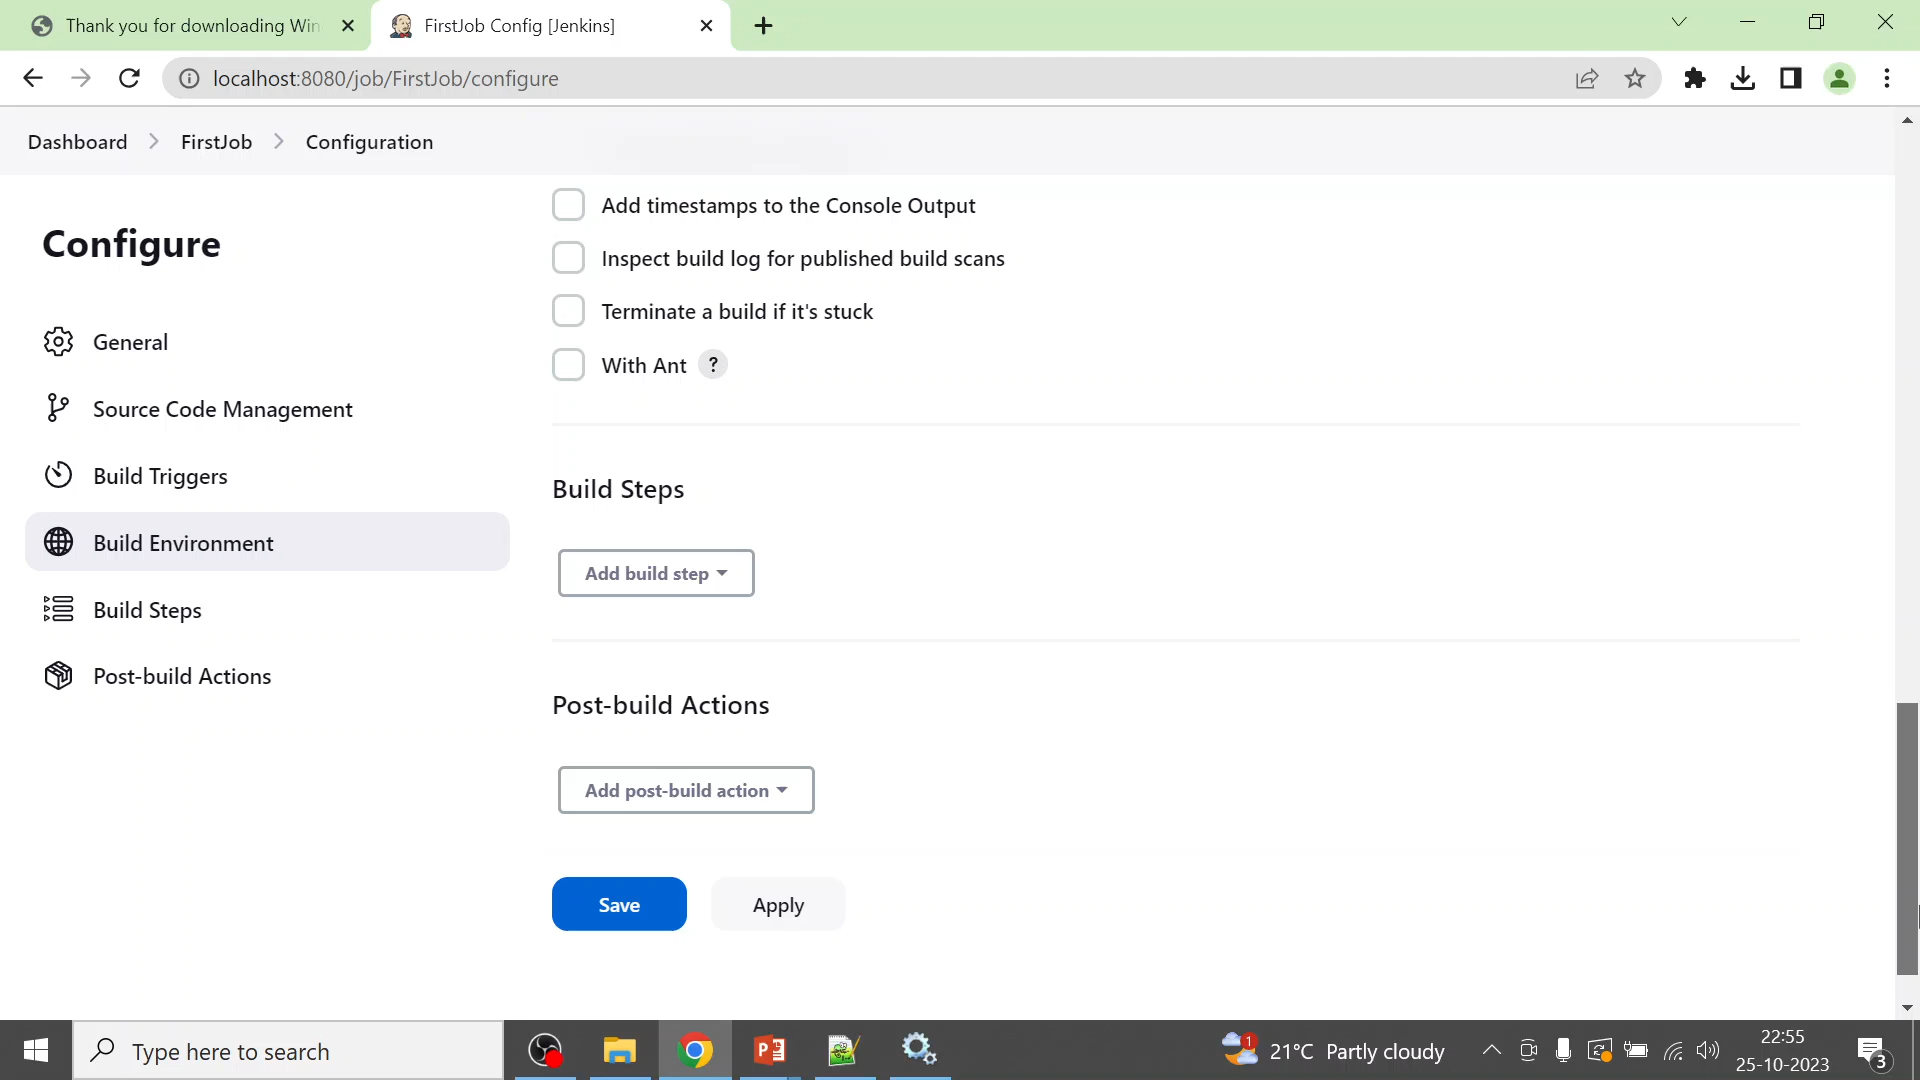 Thank you for downloading Win
FirstJob Config [Jenkins]
localhost:8080/job/FirstJob/configure
Dashboard
FirstJob
Configuration
Configure
General
Source Code Management
Build Triggers
Build Environment
Build Steps
Post-build Actions
Add timestamps to the Console Output
Inspect build log for published build scans
Terminate a build if it's stuck
With Ant ?
Build Steps
Add build step
Post-build Actions
Add post-build action
Save
Apply
Type here to search
1
21°C Partly cloudy
22:55
25-10-2023
3